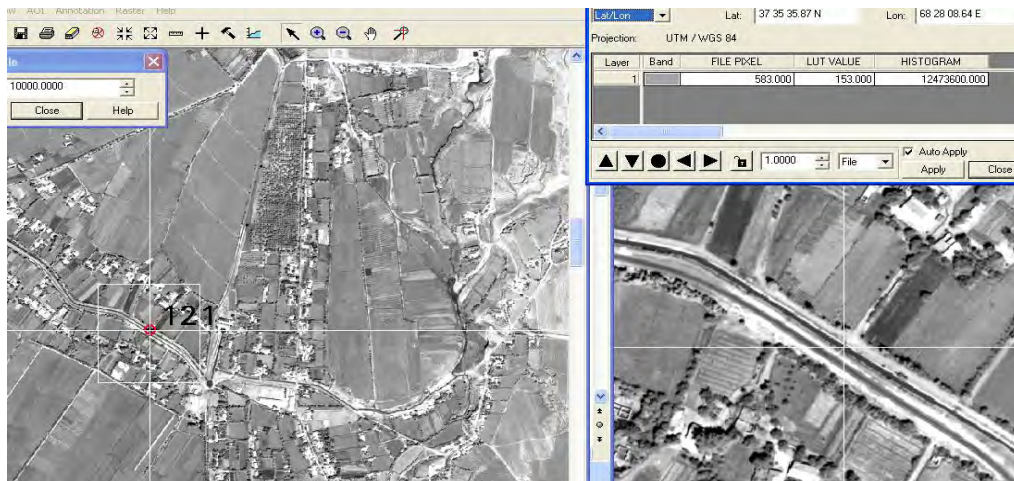 AOI Annotation Raster Help
10000.0000
Close Help
121
Lat/Lon Lat: 37 35 35.87 N Lon: 68 28 08.64 E
Projection: UTM / WGS 84
Layer Band FILE PIXEL LUT VALUE HISTOGRAM
1 583.000 153.000 12473600.000
1.0000 File Auto Apply
Apply Close